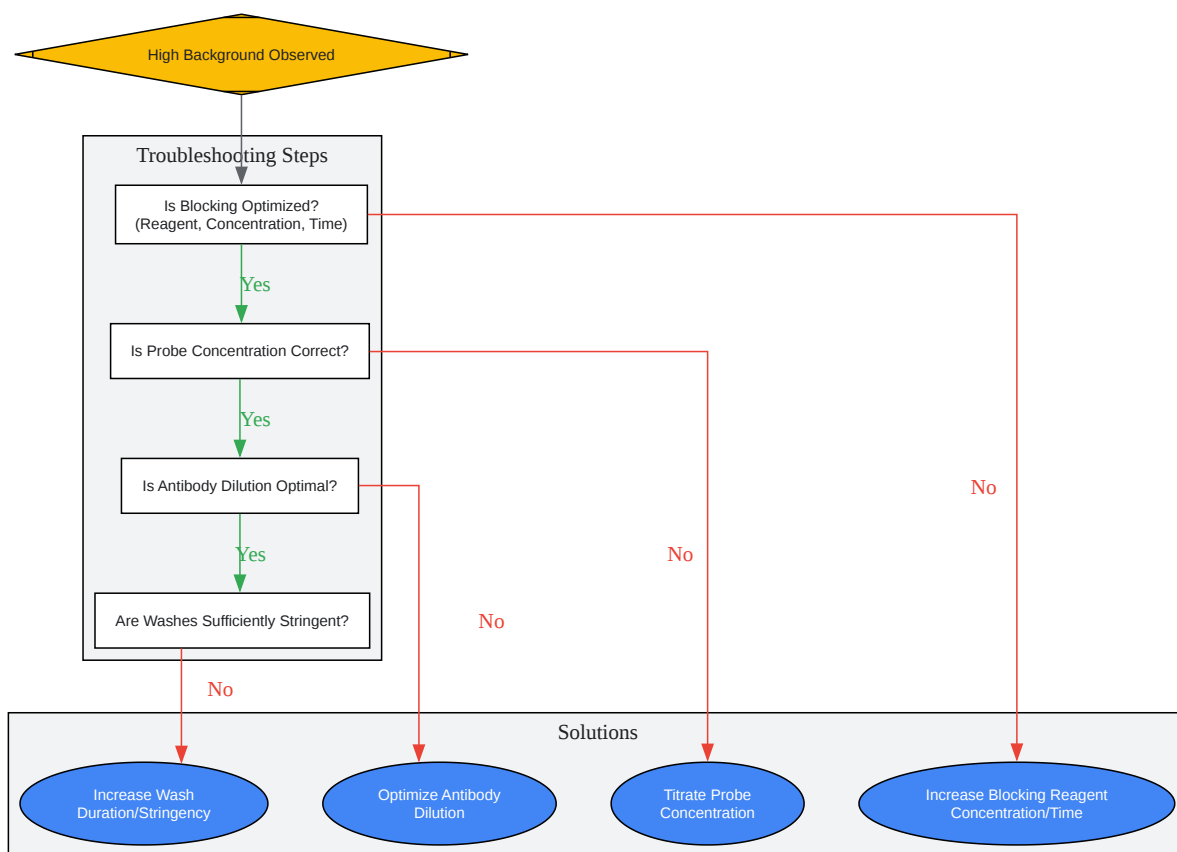 High Background Observed
Troubleshooting Steps
Is Blocking Optimized?
(Reagent, Concentration, Time)
Yes
Is Probe Concentration Correct?
Yes
Is Antibody Dilution Optimal?
No
Yes
No
Are Washes Sufficiently Stringent?
No
No
Solutions
Increase Wash
Duration/Stringency
Optimize Antibody
Dilution
Titrate Probe
Concentration
Increase Blocking Reagent
Concentration/Time